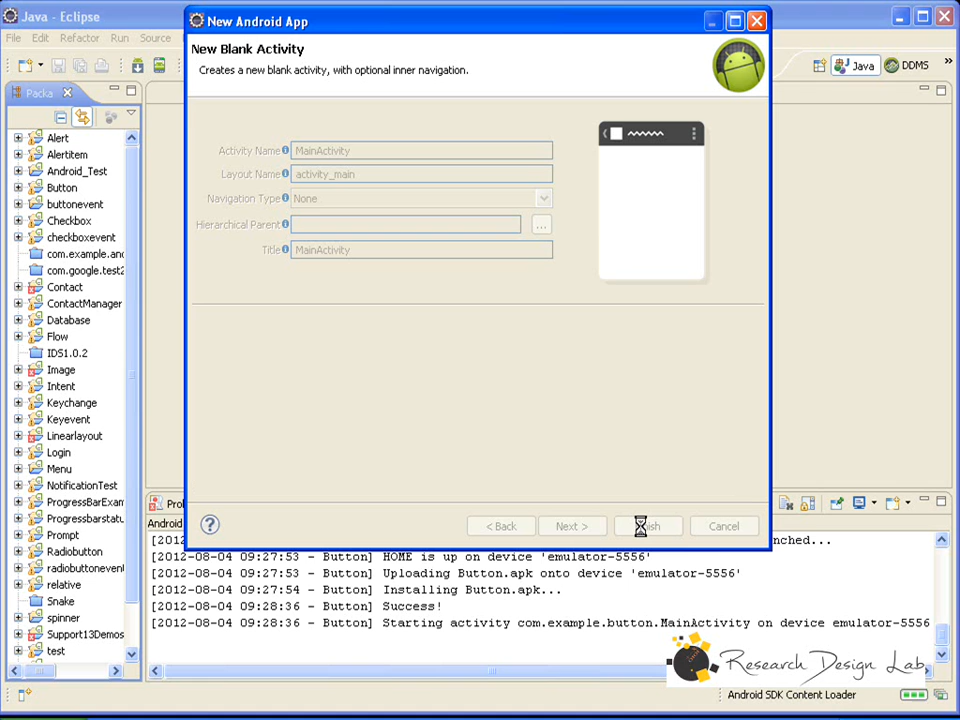 Java - Eclipse
File Edit Refactor Run Source
Java
DDMS
Packa
Alert
Alertitem
Android_Test
Button
buttonevent
Checkbox
checkboxevent
com.example.anc
com.google.test2
Contact
ContactManager
Database
Flow
IDS1.0.2
Image
Intent
Keychange
Keyevent
Linearlayout
Login
Menu
NotificationTest
ProgressBarExam
Progressbarstatu
Prompt
Radiobutton
radiobuttonevent
relative
Snake
spinner
Support13Demos
test
New Android App
New Blank Activity
Creates a new blank activity, with optional inner navigation.
Activity Name MainActivity
Layout Name activity_main
Navigation Type None
Hierarchical Parent ...
Title MainActivity
< Back Next > Cancel
Android
nched...
[2012-08-04 09:27:53 - Button] HOME is up on device 'emulator-5556'
[2012-08-04 09:27:53 - Button] Uploading Button.apk onto device 'emulator-5556'
[2012-08-04 09:27:54 - Button] Installing Button.apk...
[2012-08-04 09:28:36 - Button] Success!
[2012-08-04 09:28:36 - Button] Starting activity com.example.button.MainActivity on device emulator-5556
Research Design Lab
Android SDK Content Loader